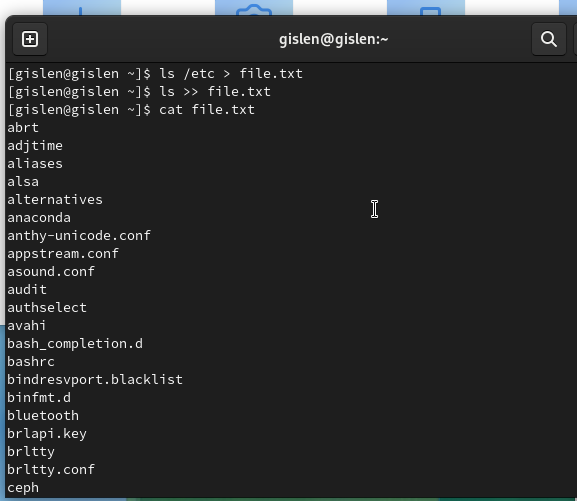 gislen@gislen:~
[gislen@gislen ~]$ ls /etc > file.txt
[gislen@gislen ~]$ ls >> file.txt
[gislen@gislen ~]$ cat file.txt
abrt
adjtime
aliases
alsa
alternatives
anaconda
anthy-unicode.conf
appstream.conf
asound.conf
audit
authselect
avahi
bash_completion.d
bashrc
bindresvport.blacklist
binfmt.d
bluetooth
brlapi.key
brltty
brltty.conf
ceph